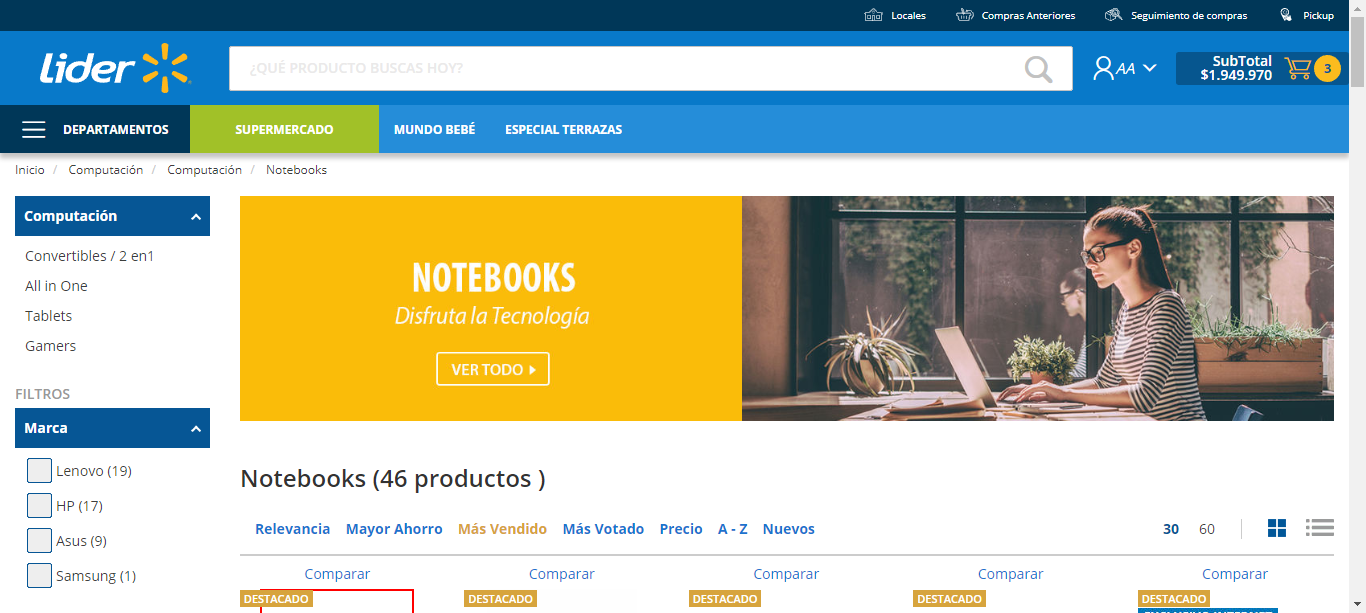 Locales
Compras Anteriores
Seguimiento de compras
Pickup
Lider
¿QUÉ PRODUCTO BUSCAS HOY?
AA
SubTotal
$1.949.970
3
DEPARTAMENTOS
SUPERMERCADO
MUNDO BEBÉ
ESPECIAL TERRAZAS
Inicio / Computación / Computación / Notebooks
Computación
Convertibles / 2 en1
All in One
Tablets
Gamers
FILTROS
Marca
Lenovo (19)
HP (17)
Asus (9)
Samsung (1)
NOTEBOOKS
Disfruta la Tecnología
VER TODO
Notebooks (46 productos )
Relevancia Mayor Ahorro Más Vendido Más Votado Precio A - Z Nuevos
30 60
Comparar Comparar Comparar Comparar Comparar
DESTACADO DESTACADO DESTACADO DESTACADO DESTACADO